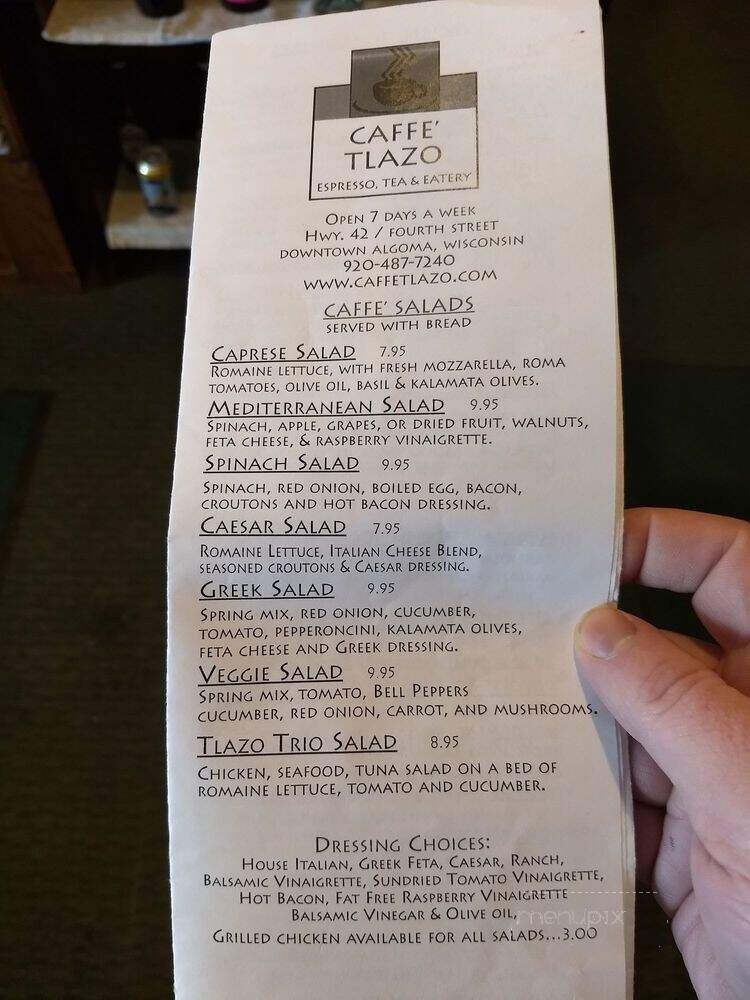 CAFFE'
TLAZO
ESPRESSO, TEA & EATERY
OPEN 7 DAYS A WEEK
HWY. 42 / FOURTH STREET
DOWNTOWN ALGOMA, WISCONSIN
920-487-7240
WWW.CAFFETLAZO.COM
CAFFE' SALADS
SERVED WITH BREAD
CAPRESE SALAD 7.95
ROMAINE LETTUCE, WITH FRESH MOZZARELLA, ROMA
TOMATOES, OLIVE OIL, BASIL & KALAMATA OLIVES.
MEDITERRANEAN SALAD 9.95
SPINACH, APPLE, GRAPES, OR DRIED FRUIT, WALNUTS,
FETA CHEESE, & RASPBERRY VINAIGRETTE.
SPINACH SALAD 9.95
SPINACH, RED ONION, BOILED EGG, BACON,
CROUTONS AND HOT BACON DRESSING.
CAESAR SALAD 7.95
ROMAINE LETTUCE, ITALIAN CHEESE BLEND,
SEASONED CROUTONS & CAESAR DRESSING.
GREEK SALAD 9.95
SPRING MIX, RED ONION, CUCUMBER,
TOMATO, PEPPERONCINI, KALAMATA OLIVES,
FETA CHEESE AND GREEK DRESSING.
VEGGIE SALAD 9.95
SPRING MIX, TOMATO, BELL PEPPERS
CUCUMBER, RED ONION, CARROT, AND MUSHROOMS.
TLAZO TRIO SALAD 8.95
CHICKEN, SEAFOOD, TUNA SALAD ON A BED OF
ROMAINE LETTUCE, TOMATO AND CUCUMBER.
DRESSING CHOICES:
HOUSE ITALIAN, GREEK FETA, CAESAR, RANCH,
BALSAMIC VINAIGRETTE, SUNDRIED TOMATO VINAIGRETTE,
HOT BACON, FAT FREE RASPBERRY VINAIGRETTE
BALSAMIC VINEGAR & OLIVE OIL,
menupix
GRILLED CHICKEN AVAILABLE FOR ALL SALADS...3.00